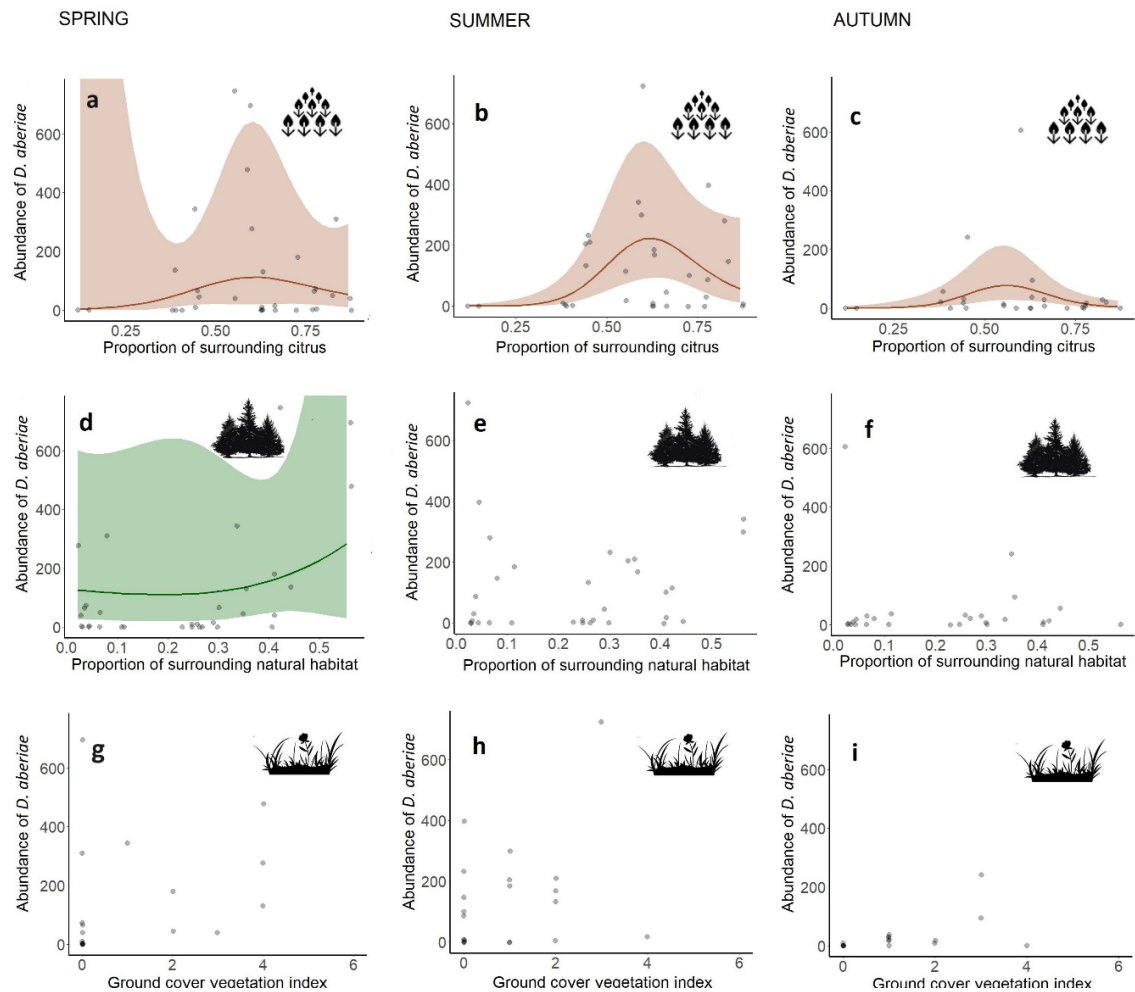 SPRING
SUMMER
AUTUMN
a
Abundance of D. aberiae
600
400
200
0
0.25
0.50
0.75
Proportion of surrounding citrus
b
Abundance of D. aberiae
600
400
200
0
0.25
0.50
0.75
Proportion of surrounding citrus
c
Abundance of D. aberiae
600
400
200
0
0.25
0.50
0.75
Proportion of surrounding citrus
d
Abundance of D. aberiae
600
400
200
0
0.0
0.1
0.2
0.3
0.4
0.5
Proportion of surrounding natural habitat
e
Abundance of D. aberiae
600
400
200
0
0.0
0.1
0.2
0.3
0.4
0.5
Proportion of surrounding natural habitat
f
Abundance of D. aberiae
600
400
200
0
0.0
0.1
0.2
0.3
0.4
0.5
Proportion of surrounding natural habitat
g
Abundance of D. aberiae
600
400
200
0
0
2
4
6
Ground cover vegetation index
h
Abundance of D. aberiae
600
400
200
0
0
2
4
6
Ground cover vegetation index
i
Abundance of D. aberiae
600
400
200
0
0
2
4
6
Ground cover vegetation index